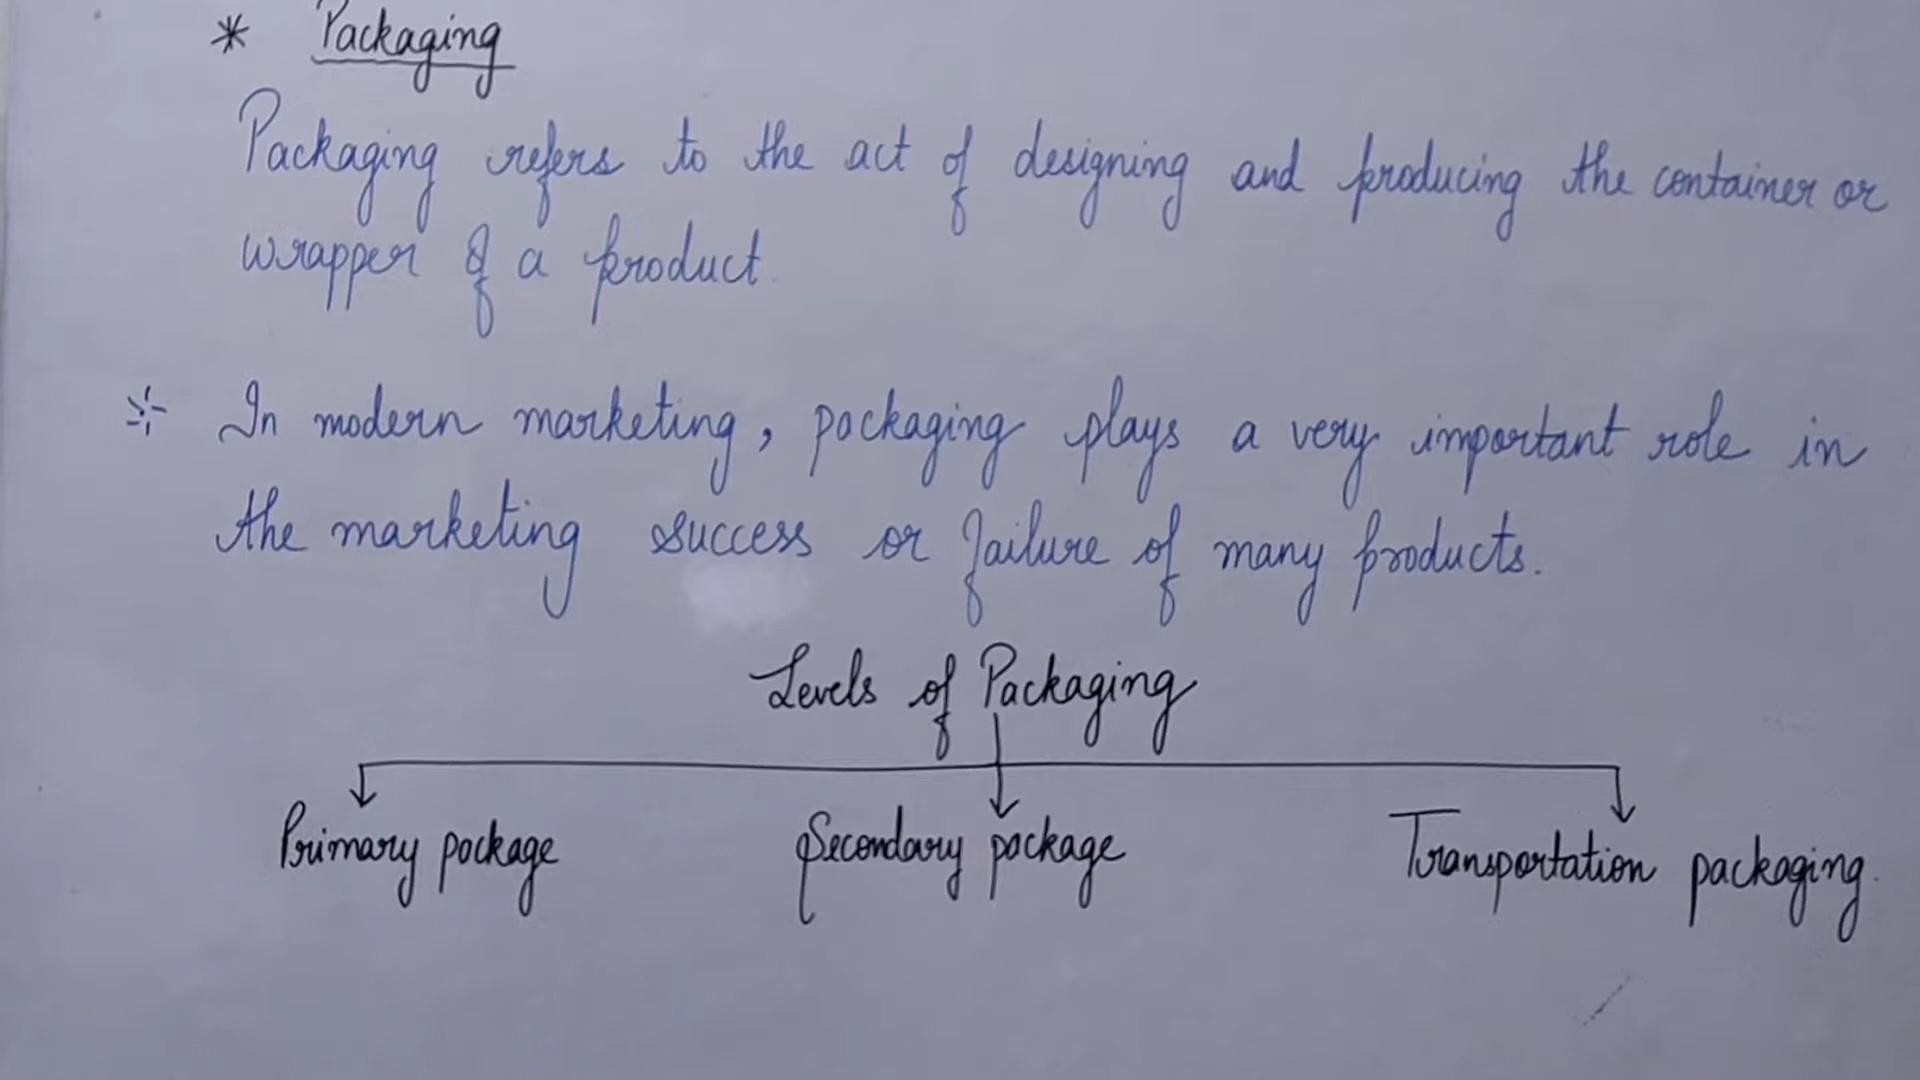 * Packaging
Packaging refers to the act of designing and producing the container or
wrapper of a product.
In modern marketing, packaging plays a very important role in
the marketing success or failure of many products.
Levels of Packaging
Primary package Secondary package Transportation packaging.